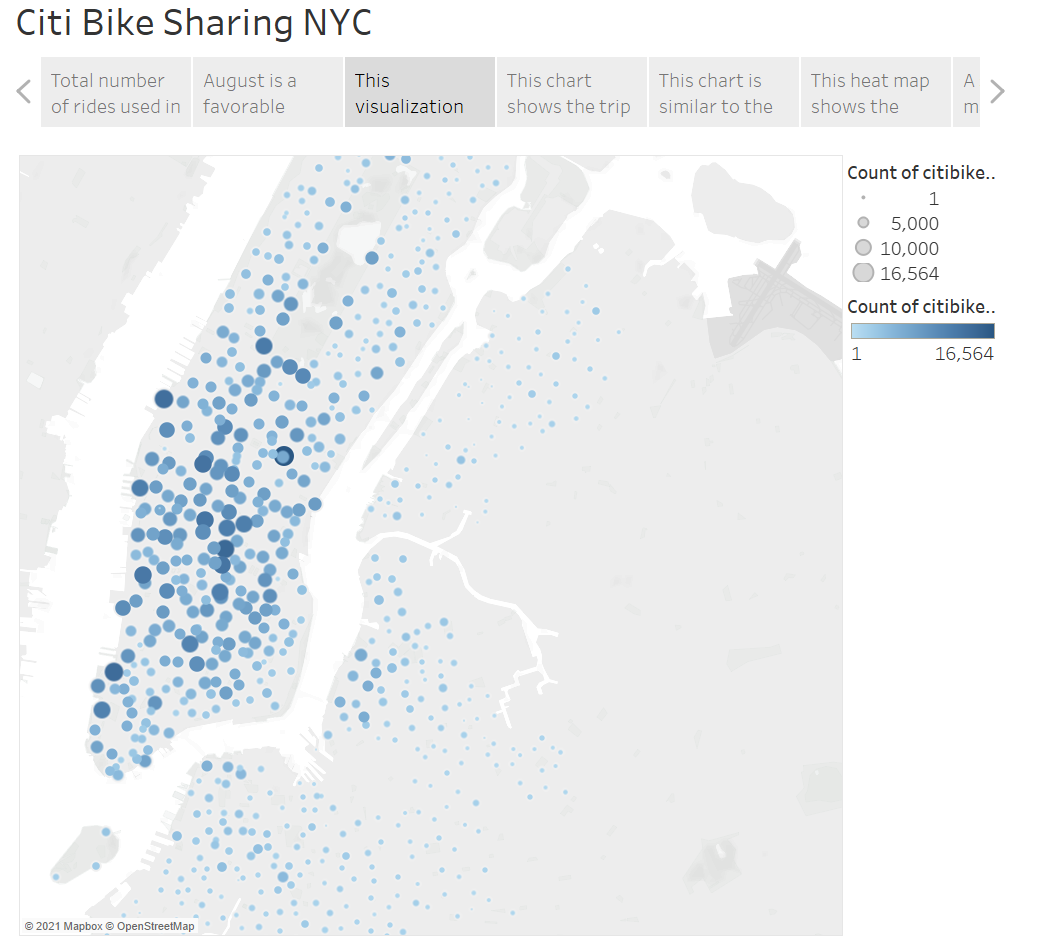 Citi Bike Sharing NYC
Total number
of rides used in
August is a
favorable
This
visualization
This chart
shows the trip
This chart is
similar to the
This heat map
shows the
A
m
Count of citibike..
1
5,000
10,000
16,564
Count of citibike..
1 16,564
© 2021 Mapbox © OpenStreetMap